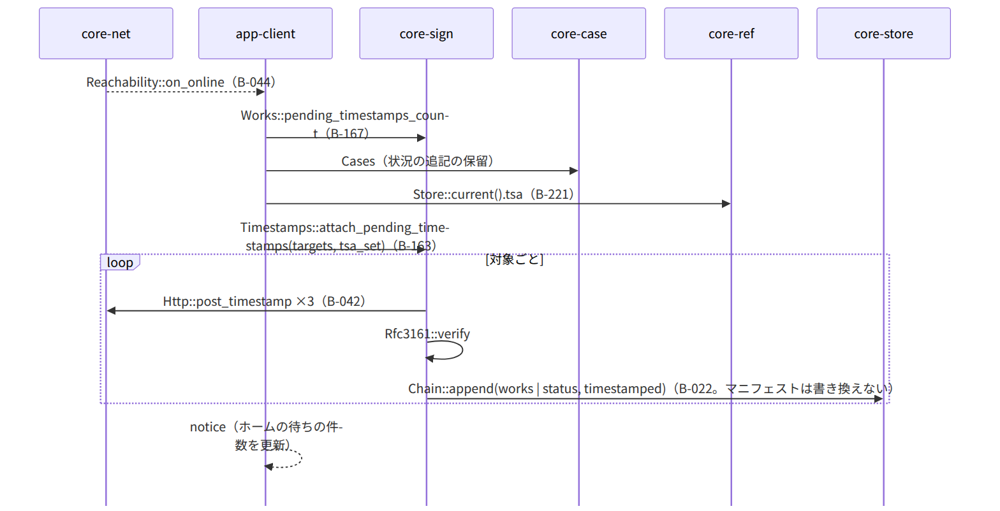 core-net
app-client
core-sign
core-case
core-ref
core-store
Reachability::on_online（B-044）
Works::pending_timestamps_coun-
t（B-167）
Cases（状況の追記の保留）
Store::current().tsa（B-221）
Timestamps::attach_pending_time-
stamps(targets, tsa_set)（B-163）
loop
[対象ごと]
Http::post_timestamp ×3（B-042）
Rfc3161::verify
Chain::append(works | status, timestamped)（B-022。マニフェストは書き換えない）
notice（ホームの待ちの件-
数を更新）